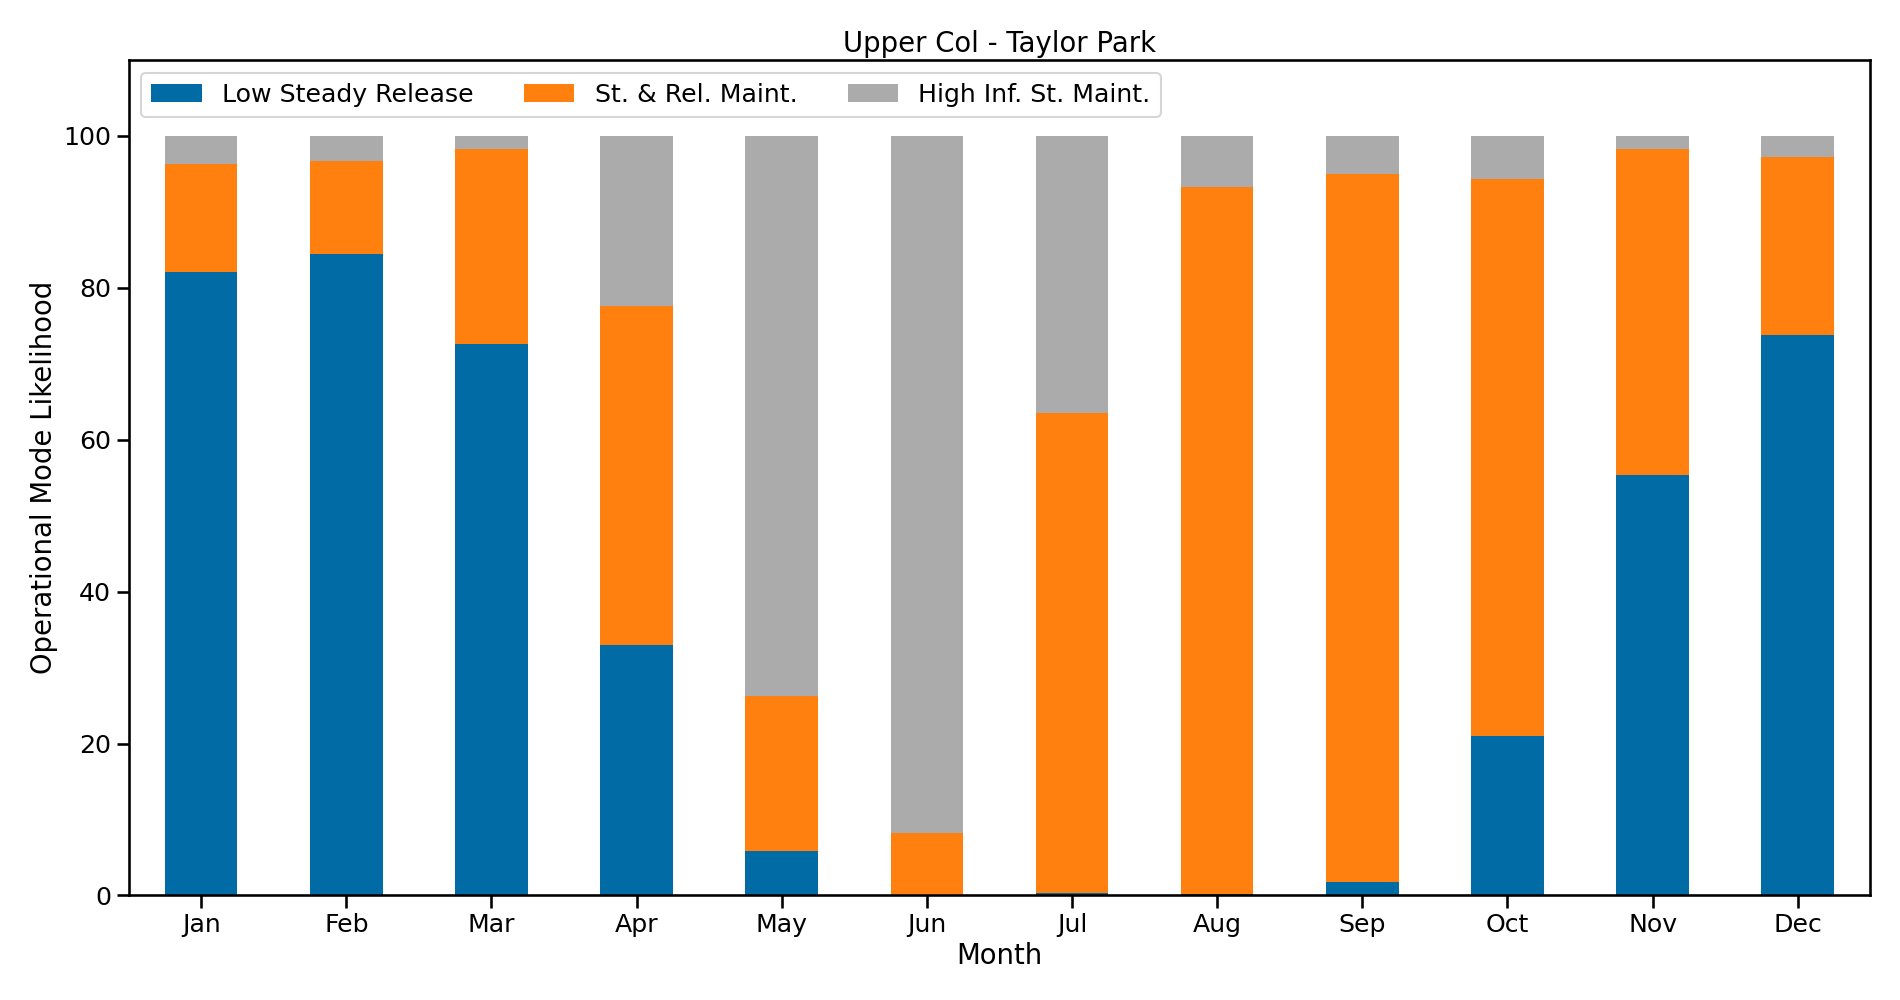 Upper Col - Taylor Park
Low Steady Release St. & Rel. Maint. High Inf. St. Maint.
Operational Mode Likelihood
100
80
60
40
20
0
Jan Feb Mar Apr May Jun Jul Aug Sep Oct Nov Dec
Month